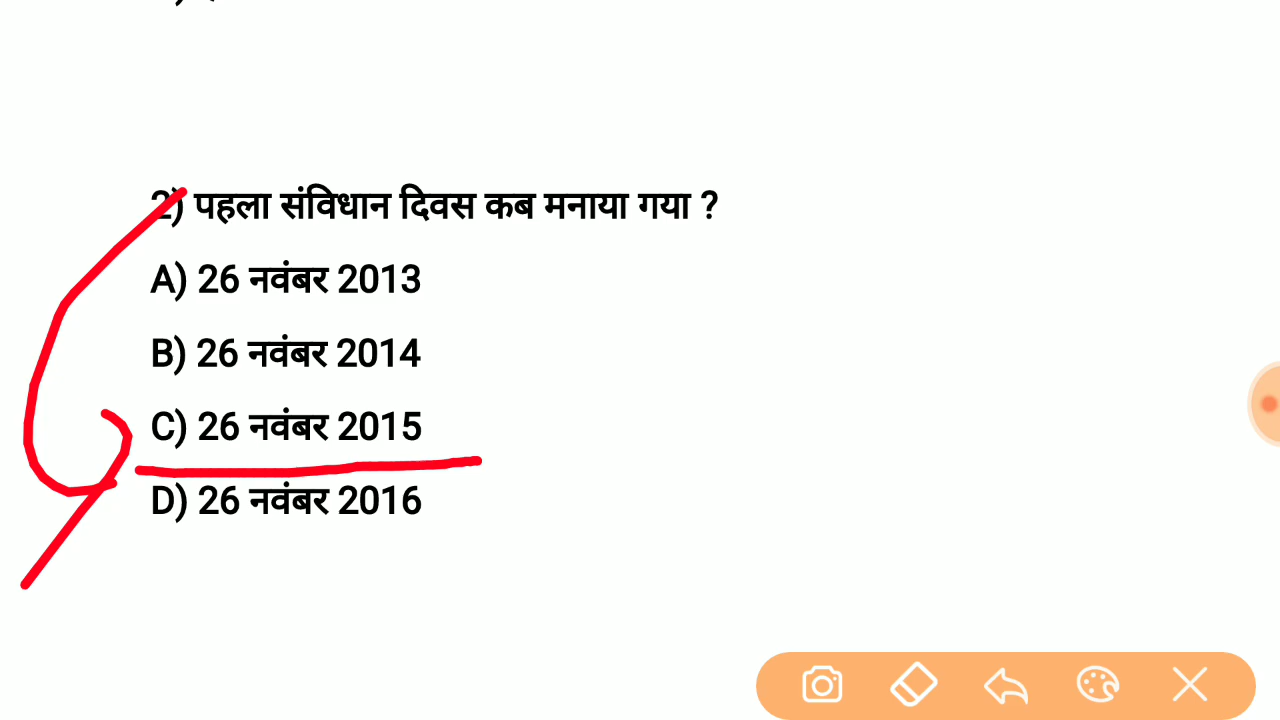 2) पहला संविधान दिवस कब मनाया गया ?
A) 26 नवंबर 2013
B) 26 नवंबर 2014
C) 26 नवंबर 2015
D) 26 नवंबर 2016